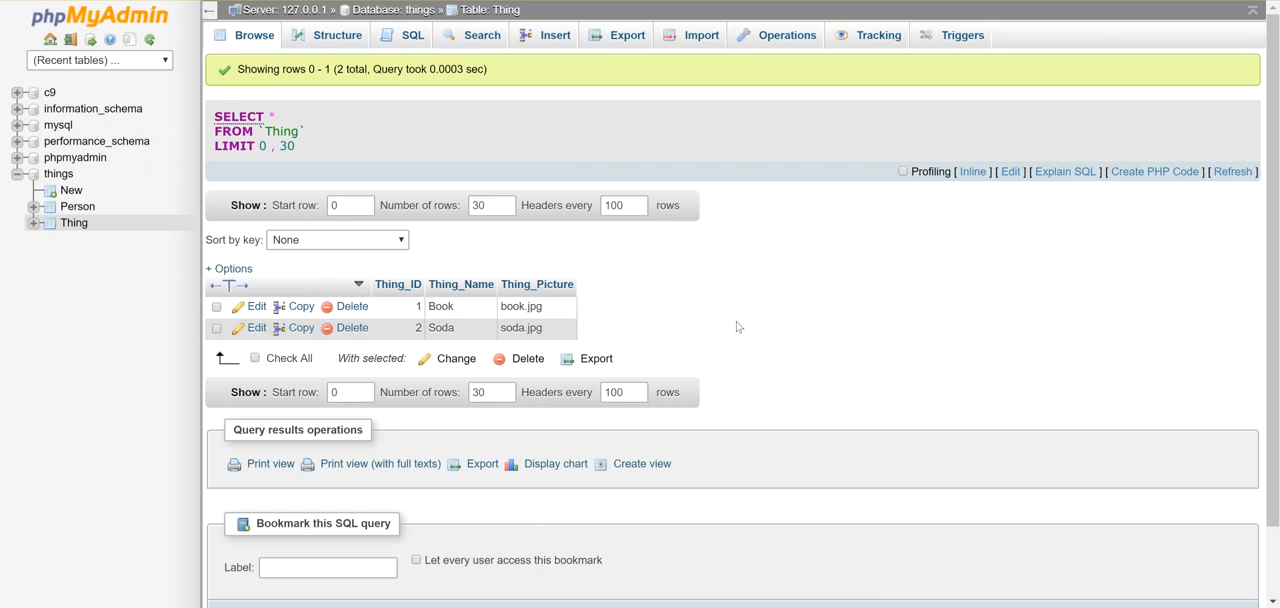 phpMyAdmin
(Recent tables) ...
c9
information_schema
mysql
performance_schema
phpmyadmin
things
New
Person
Thing
Server: 127.0.0.1 » Database: things » Table: Thing
Browse Structure SQL Search Insert Export Import Operations Tracking Triggers
Showing rows 0 - 1 (2 total, Query took 0.0003 sec)
SELECT *
FROM `Thing`
LIMIT 0 , 30
Profiling [ Inline ] [ Edit ] [ Explain SQL ] [ Create PHP Code ] [ Refresh ]
Show : Start row: 0 Number of rows: 30 Headers every 100 rows
Sort by key: None
+ Options
←T→ Thing_ID Thing_Name Thing_Picture
Edit Copy Delete 1 Book book.jpg
Edit Copy Delete 2 Soda soda.jpg
Check All With selected: Change Delete Export
Show : Start row: 0 Number of rows: 30 Headers every 100 rows
Query results operations
Print view Print view (with full texts) Export Display chart Create view
Bookmark this SQL query
Label: Let every user access this bookmark